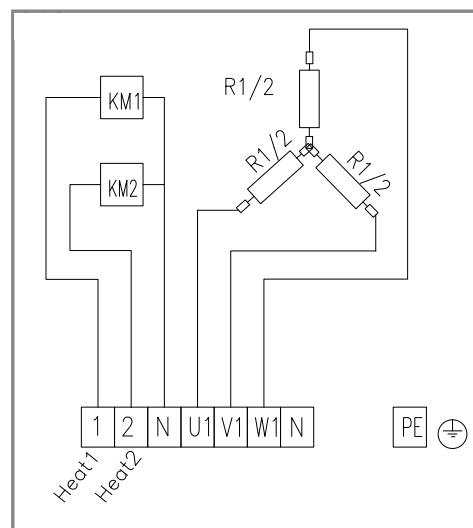 R1/2
KM1
R1/2
R1/2
KM2
1 2 N U1 V1 W1 N PE
Heat1
Heat2